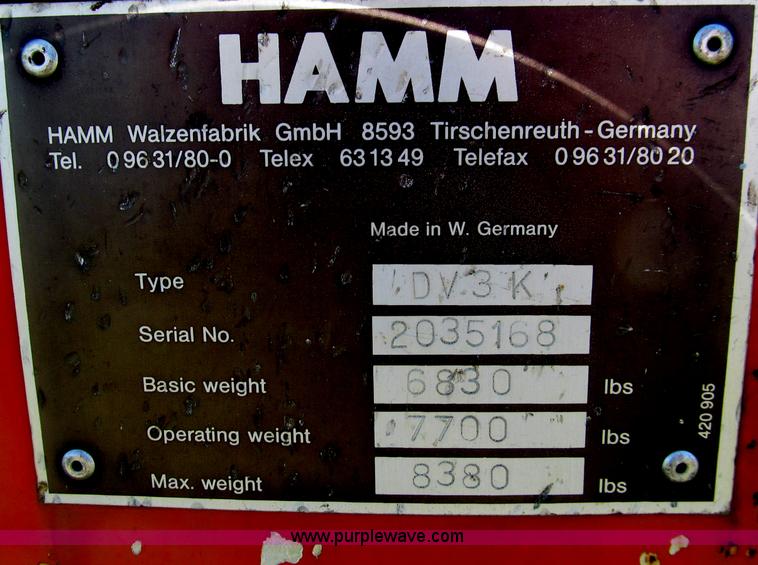 HAMM
HAMM Walzenfabrik GmbH 8593 Tirschenreuth-Germany
Tel. 0 96 31/80-0 Telex 63 13 49 Telefax 0 96 31/80 20
Made in W. Germany
Type DV 3 K
Serial No. 2035168
Basic weight 6830 lbs
Operating weight 7700 lbs
Max. weight 8380 lbs
420 905
www.purplewave.com